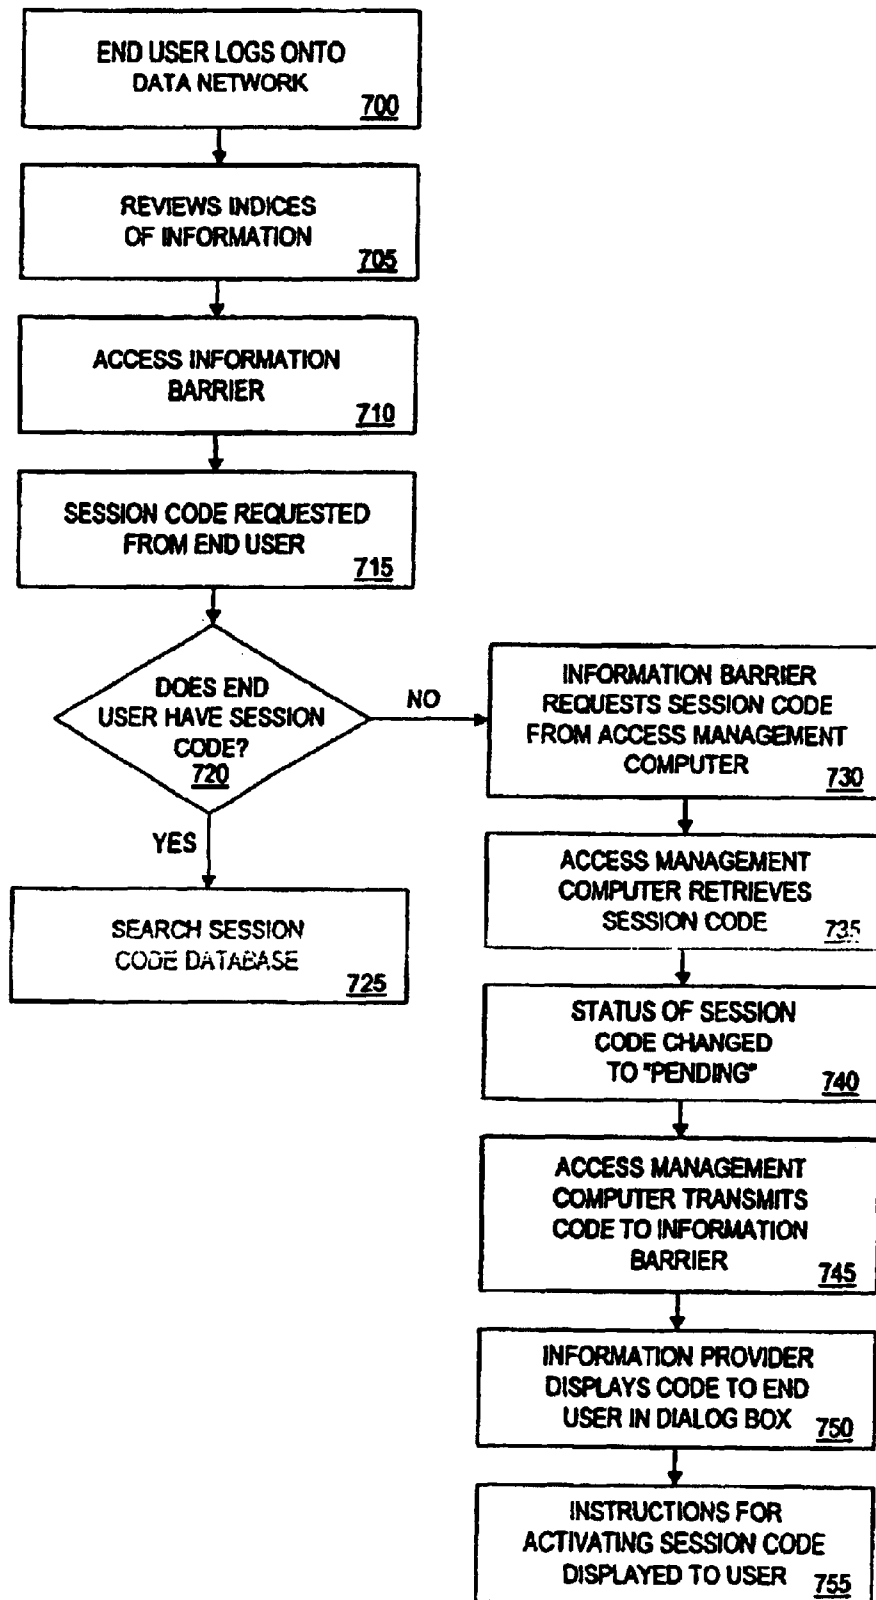 END USER LOGS ONTO
DATA NETWORK
700
REVIEWS INDICES
OF INFORMATION
705
ACCESS INFORMATION
BARRIER
710
SESSION CODE REQUESTED
FROM END USER
715
DOES END
USER HAVE SESSION
CODE?
720
NO
YES
SEARCH SESSION
CODE DATABASE
725
INFORMATION BARRIER
REQUESTS SESSION CODE
FROM ACCESS MANAGEMENT
COMPUTER
730
ACCESS MANAGEMENT
COMPUTER RETRIEVES
SESSION CODE
735
STATUS OF SESSION
CODE CHANGED
TO "PENDING"
740
ACCESS MANAGEMENT
COMPUTER TRANSMITS
CODE TO INFORMATION
BARRIER
745
INFORMATION PROVIDER
DISPLAYS CODE TO END
USER IN DIALOG BOX
750
INSTRUCTIONS FOR
ACTIVATING SESSION CODE
DISPLAYED TO USER
755